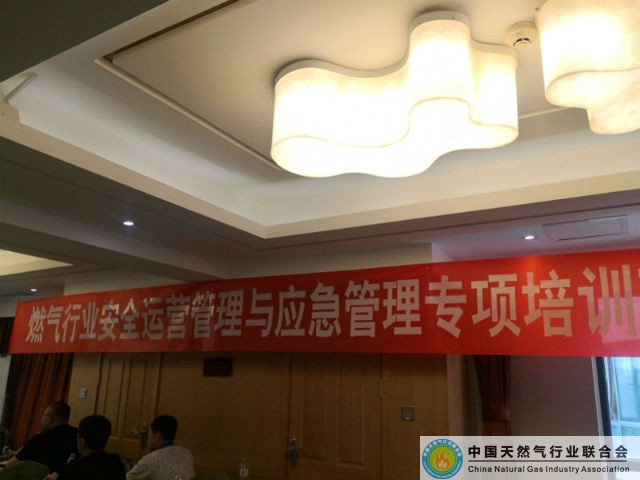 燃气行业安全运营管理与应急管理专项培训
中国天然气行业联合会
China Natural Gas Industry Association